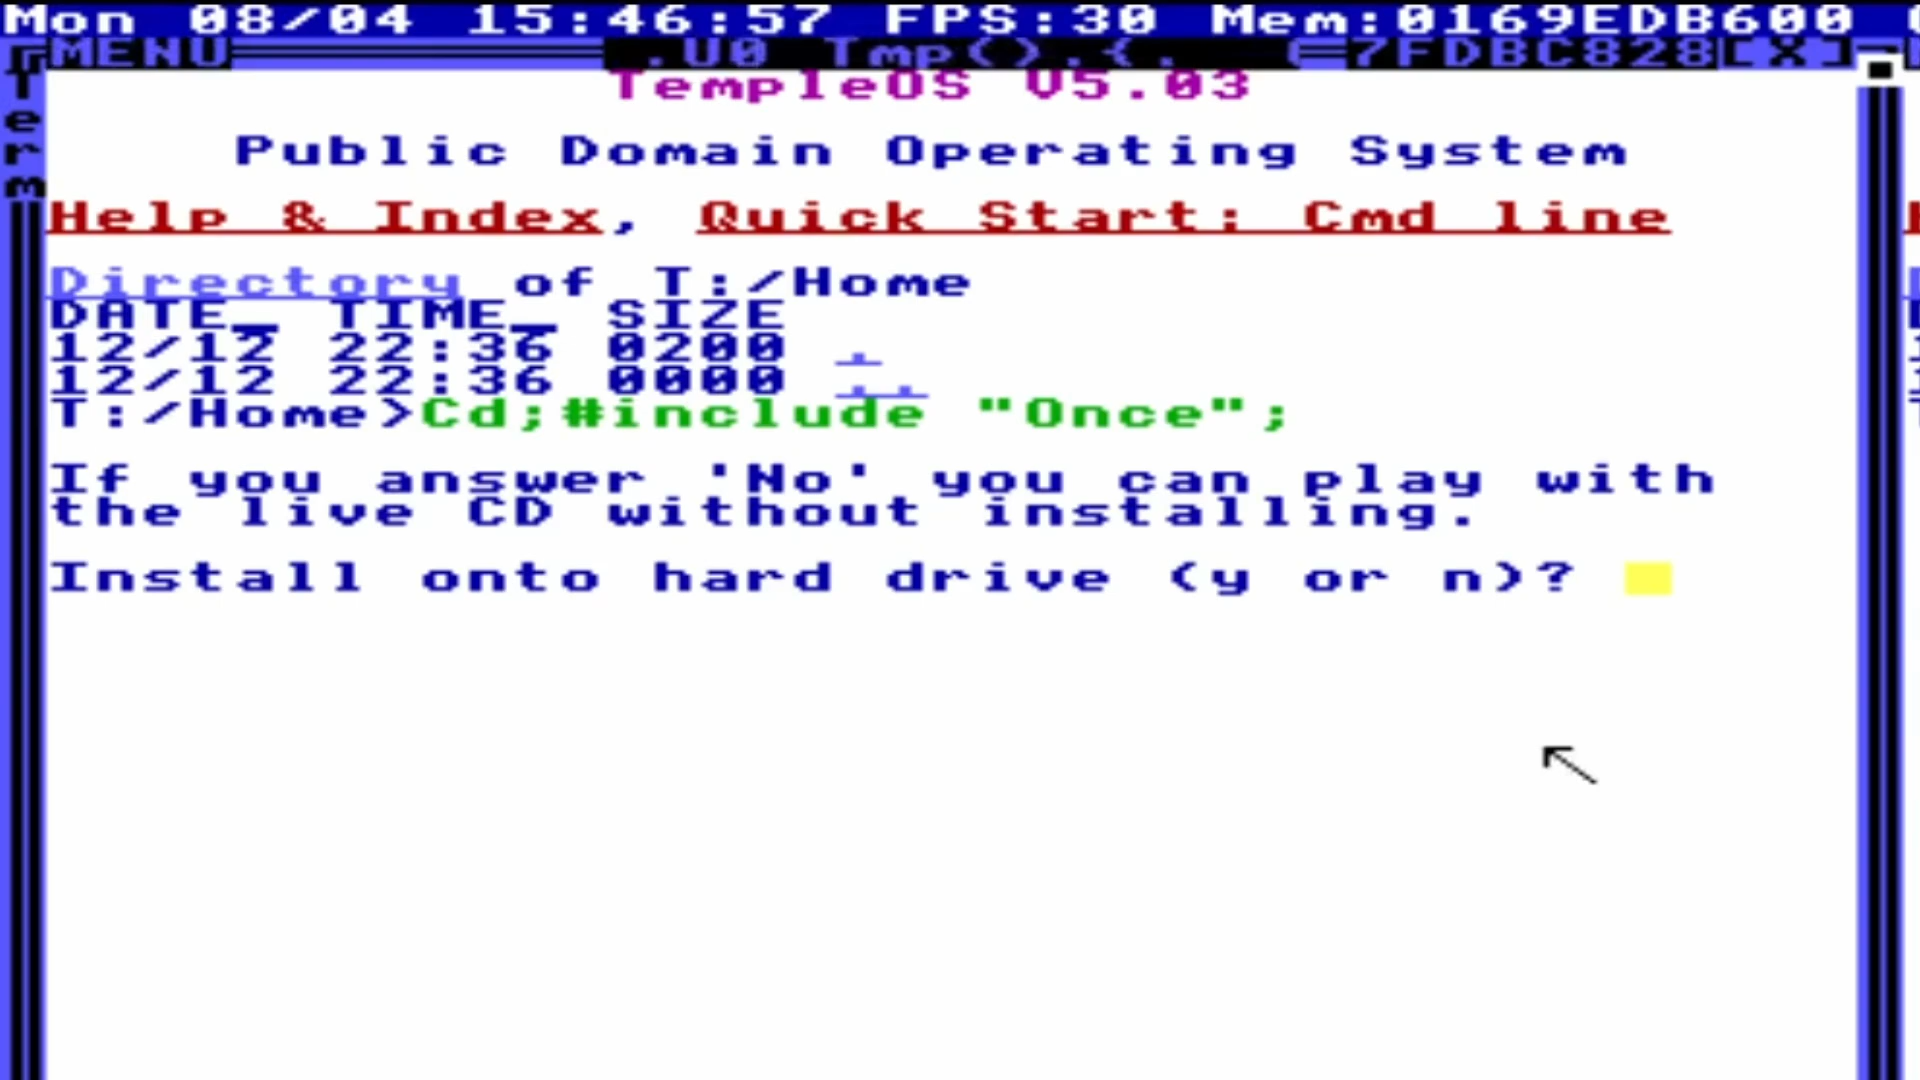 Mon 08/04 15:46:57 FPS:30 Mem:0169EDB600
MENU .U0 Tmp().{. 7FDBC828[X]
Term
TempleOS V5.03
Public Domain Operating System
Help & Index, Quick Start: Cmd line
Directory of T:/Home
DATE_ TIME_ SIZE
12/12 22:36 0200 .
12/12 22:36 0000 ..
T:/Home>Cd;#include "Once";
If you answer 'No' you can play with
the live CD without installing.
Install onto hard drive (y or n)?